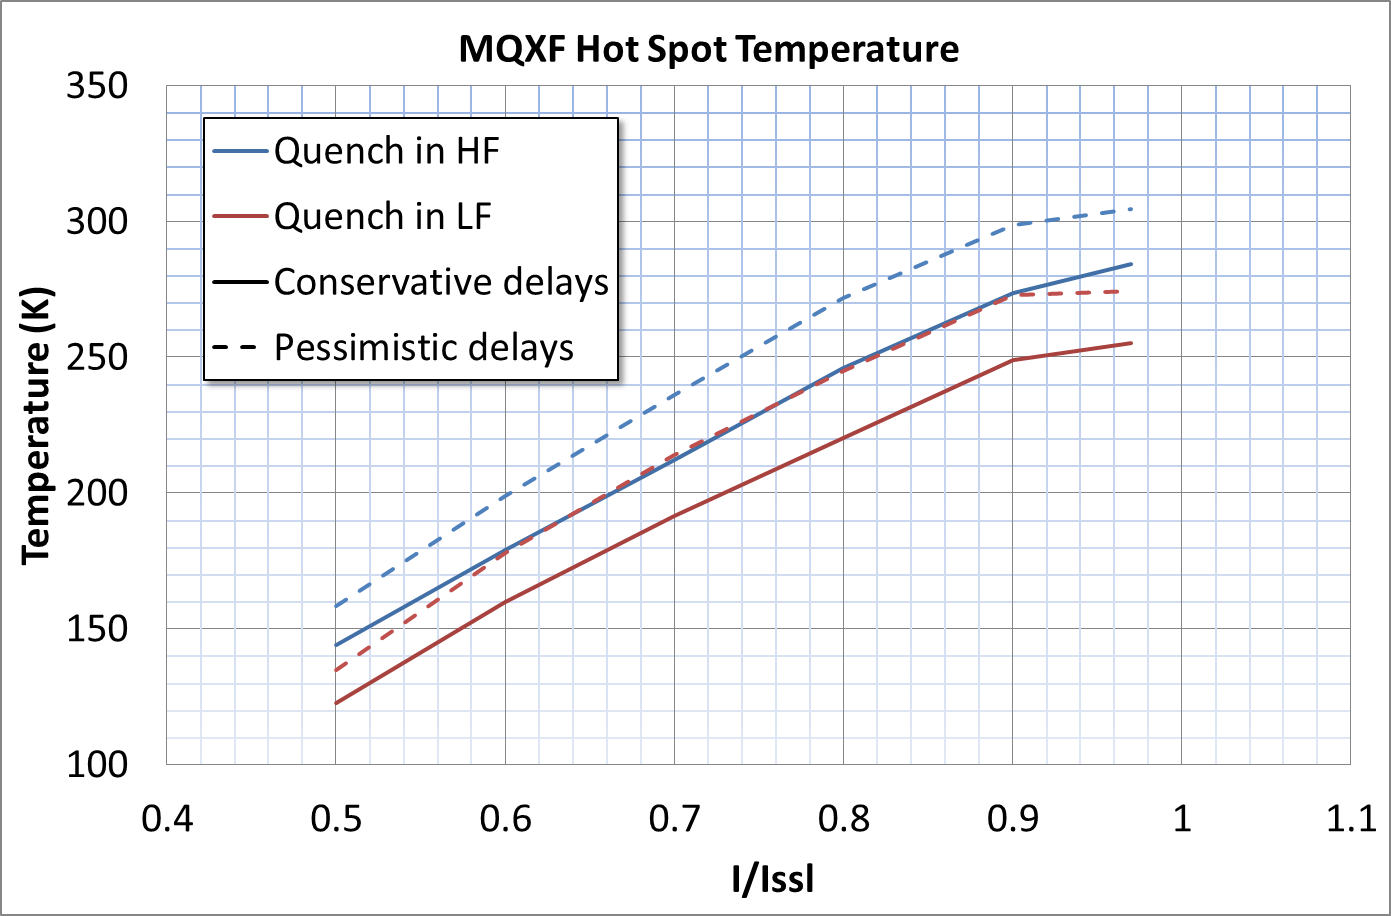 MQXF Hot Spot Temperature
350
300
250
200
150
100
Temperature (K)
Quench in HF
Quench in LF
Conservative delays
Pessimistic delays
0.4 0.5 0.6 0.7 0.8 0.9 1 1.1
I/Issl